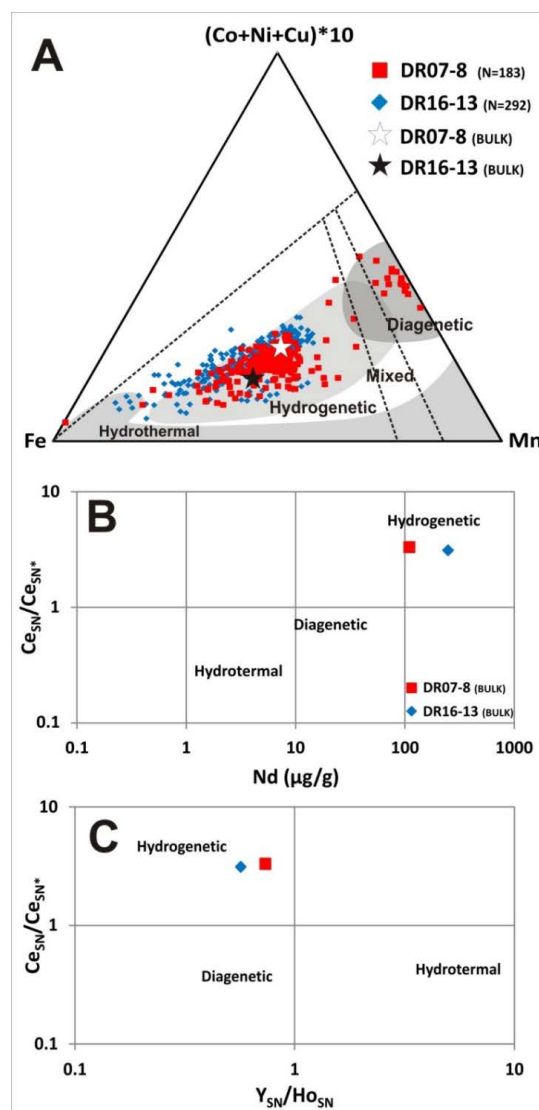 (Co+Ni+Cu)*10
A
DR07-8 (N=183)
DR16-13 (N=292)
DR07-8 (BULK)
DR16-13 (BULK)
Diagenetic
Mixed
Hydrogenetic
Hydrothermal
Fe
Mn
B
10
1
0.1
CeSN/CeSN*
Hydrogenetic
Diagenetic
Hydrotermal
DR07-8 (BULK)
DR16-13 (BULK)
0.1 1 10 100 1000
Nd (µg/g)
C
10
1
0.1
CeSN/CeSN*
Hydrogenetic
Diagenetic
Hydrotermal
0.1 1 10
YSN/HoSN